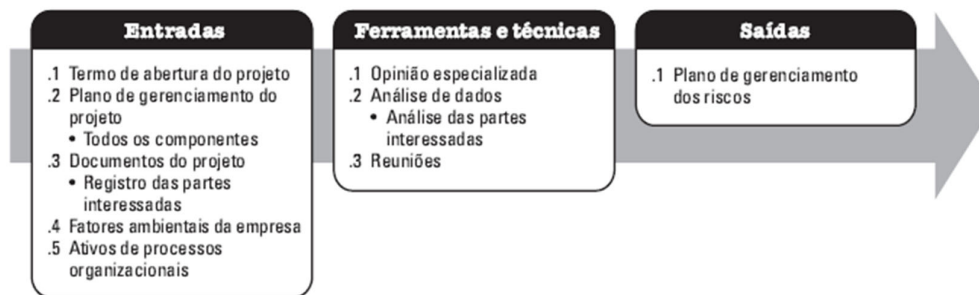 Entradas
.1 Termo de abertura do projeto
.2 Plano de gerenciamento do
projeto
• Todos os componentes
.3 Documentos do projeto
• Registro das partes
interessadas
.4 Fatores ambientais da empresa
.5 Ativos de processos
organizacionais
Ferramentas e técnicas
.1 Opinião especializada
.2 Análise de dados
• Análise das partes
interessadas
.3 Reuniões
Saídas
.1 Plano de gerenciamento
dos riscos